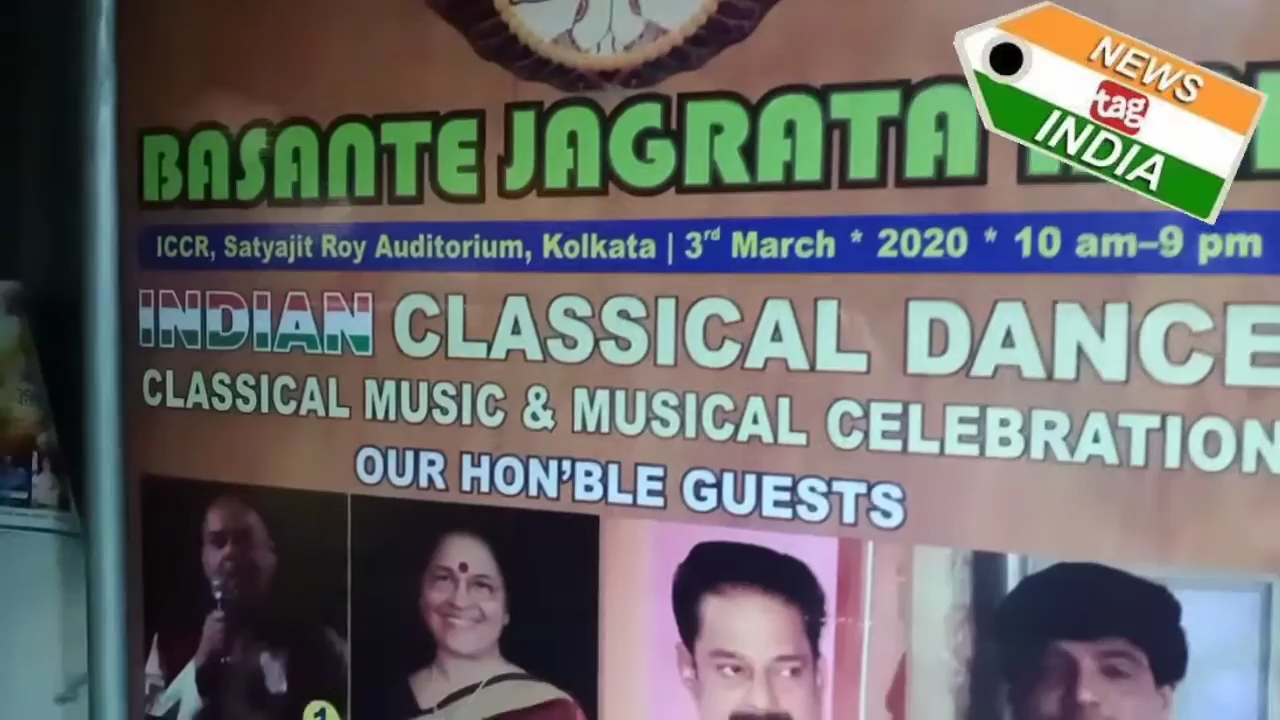 NEWS
tag
INDIA
BASANTE JAGRATA
ICCR, Satyajit Roy Auditorium, Kolkata | 3rd March * 2020 * 10 am–9 pm
INDIAN CLASSICAL DANCE
CLASSICAL MUSIC & MUSICAL CELEBRATION
OUR HON'BLE GUESTS
1